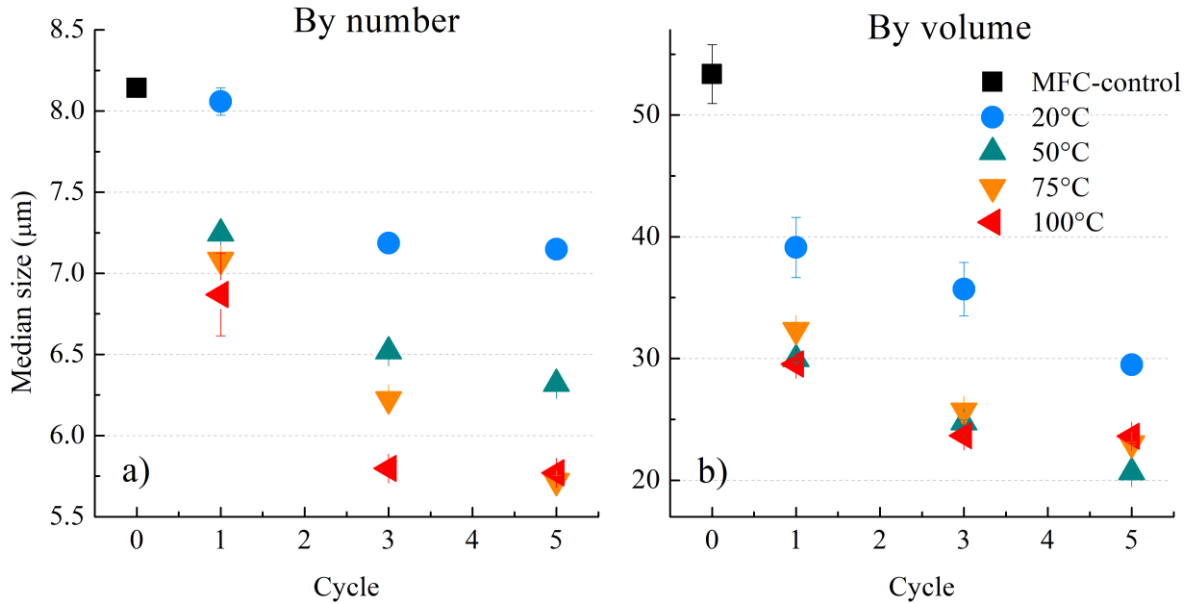 By number
8.5
8.0
7.5
7.0
6.5
6.0
5.5
Median size (μm)
a)
0 1 2 3 4 5
Cycle
By volume
MFC-control
20°C
50°C
75°C
100°C
50
40
30
20
b)
0 1 2 3 4 5
Cycle